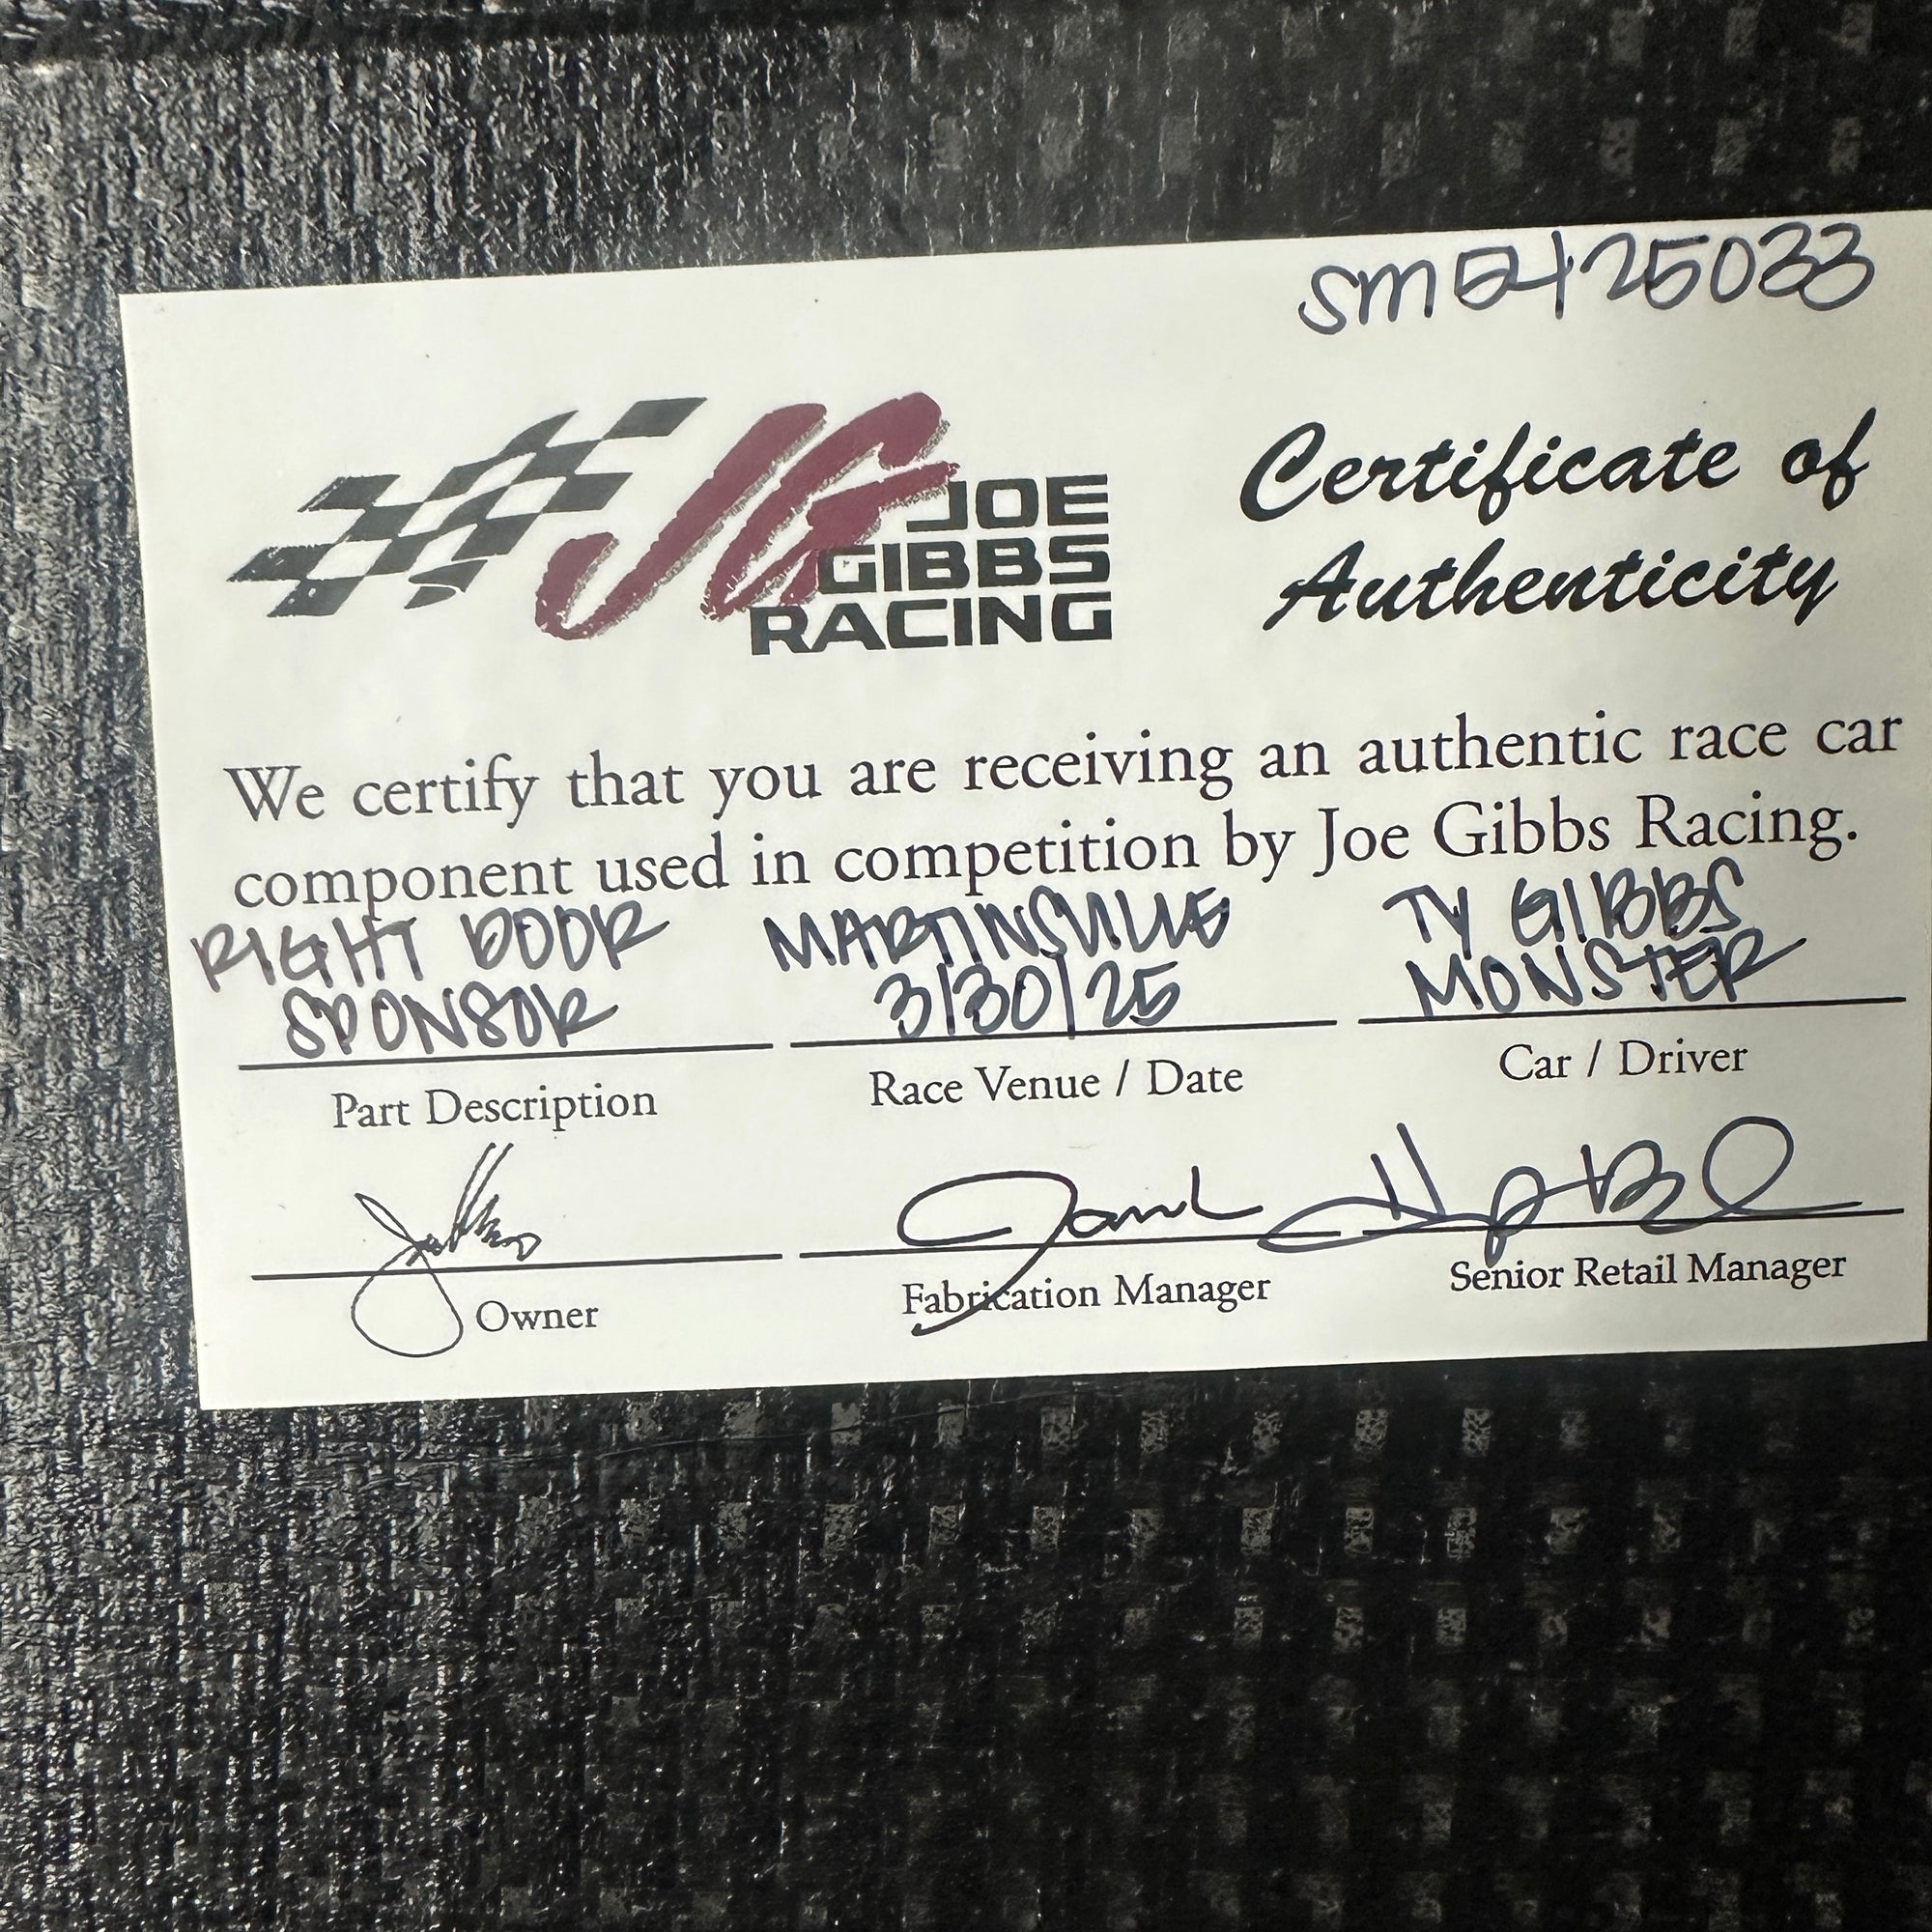 SM54125033
JG
JOE
GIBBS
RACING
Certificate of
Authenticity
We certify that you are receiving an authentic race car
component used in competition by Joe Gibbs Racing.
RIGHT DOOR
SPONSOR
MARTINSVILLE
3/30/25
TY GIBBS
MONSTER
Part Description
Race Venue / Date
Car / Driver
Owner
Fabrication Manager
Senior Retail Manager